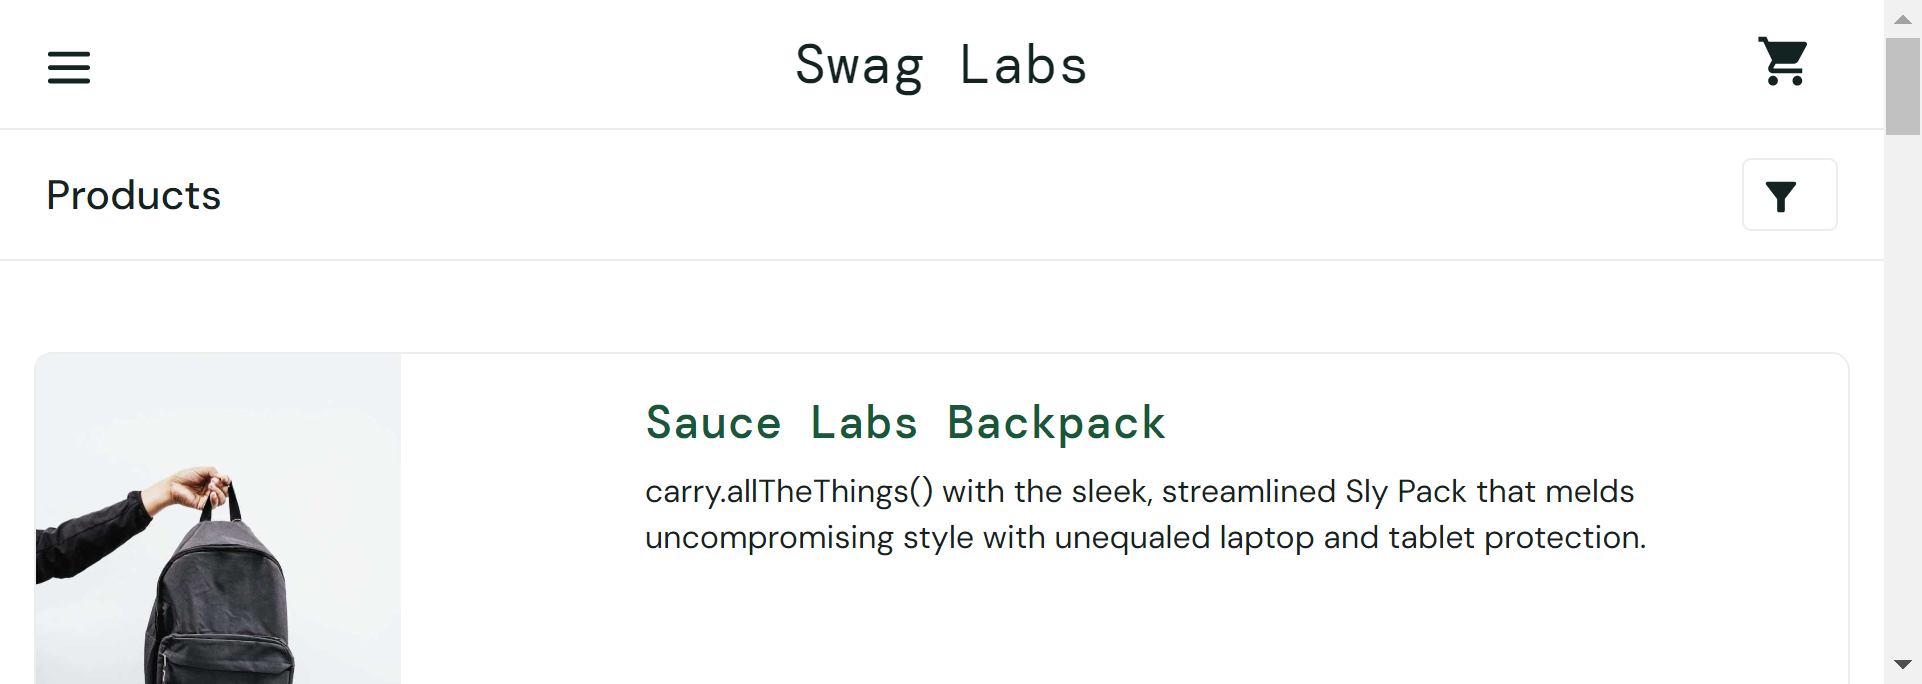 Swag Labs
Products
Sauce Labs Backpack
carry.allTheThings() with the sleek, streamlined Sly Pack that melds
uncompromising style with unequaled laptop and tablet protection.